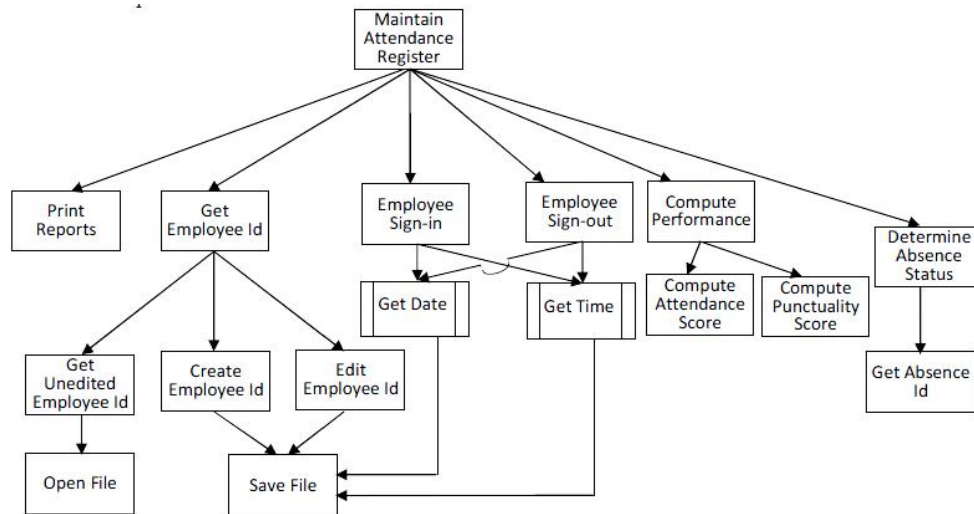 Maintain
Attendance
Register
Print
Reports
Get
Employee Id
Employee
Sign-in
Employee
Sign-out
Compute
Performance
Determine
Absence
Status
Get Date
Get Time
Compute
Attendance
Score
Compute
Punctuality
Score
Get
Unedited
Employee Id
Create
Employee Id
Edit
Employee Id
Get Absence
Id
Open File
Save File